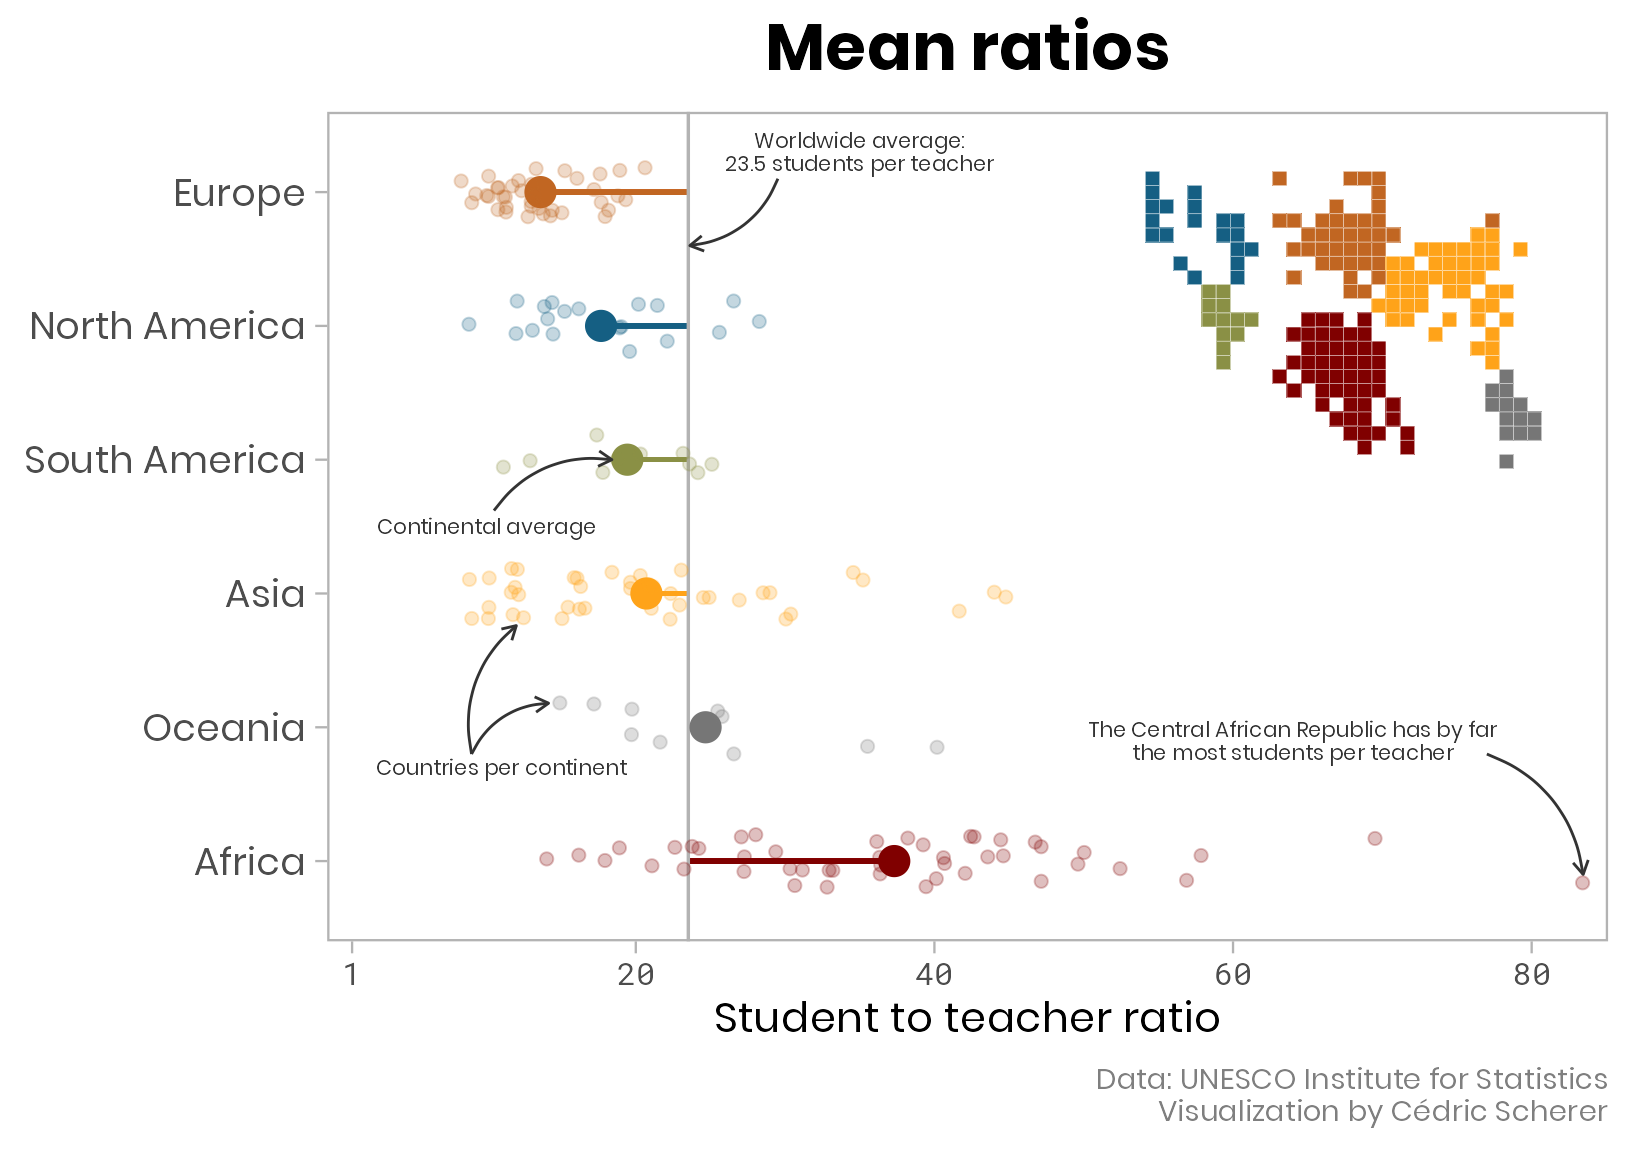 Mean ratios
Worldwide average:
23.5 students per teacher
Europe
North America
South America
Continental average
Asia
Oceania
Countries per continent
The Central African Republic has by far
the most students per teacher
Africa
1 20 40 60 80
Student to teacher ratio
Data: UNESCO Institute for Statistics
Visualization by Cédric Scherer